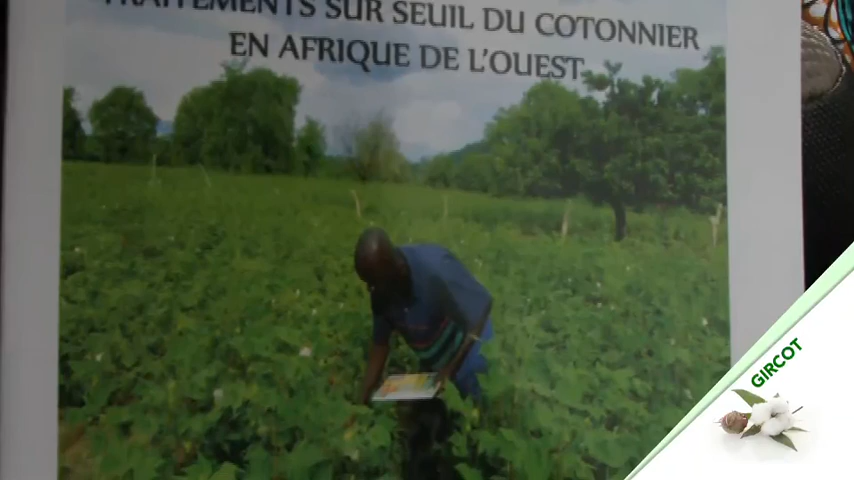 TRAITEMENTS SUR SEUIL DU COTONNIER
EN AFRIQUE DE L'OUEST
GIRCOT